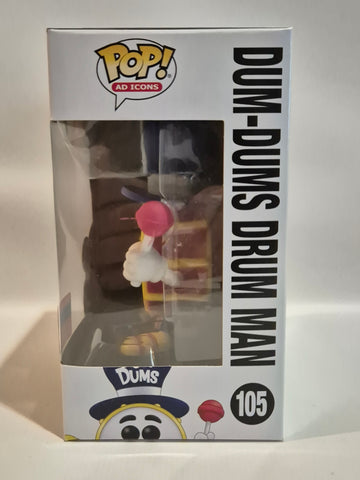 POP!
AD ICONS
DUM-DUMS DRUM MAN
105
DUMS